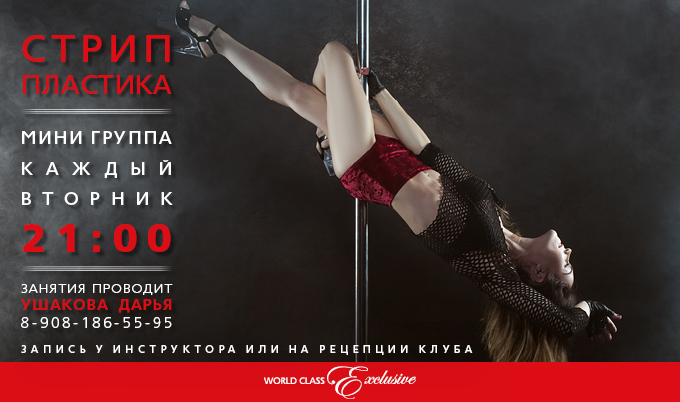 СТРИП
ПЛАСТИКА
МИНИ ГРУППА
КАЖДЫЙ
ВТОРНИК
21:00
ЗАНЯТИЯ ПРОВОДИТ
УШАКОВА ДАРЬЯ
8-908-186-55-95
ЗАПИСЬ У ИНСТРУКТОРА ИЛИ НА РЕЦЕПЦИИ КЛУБА
WORLD CLASS Exclusive